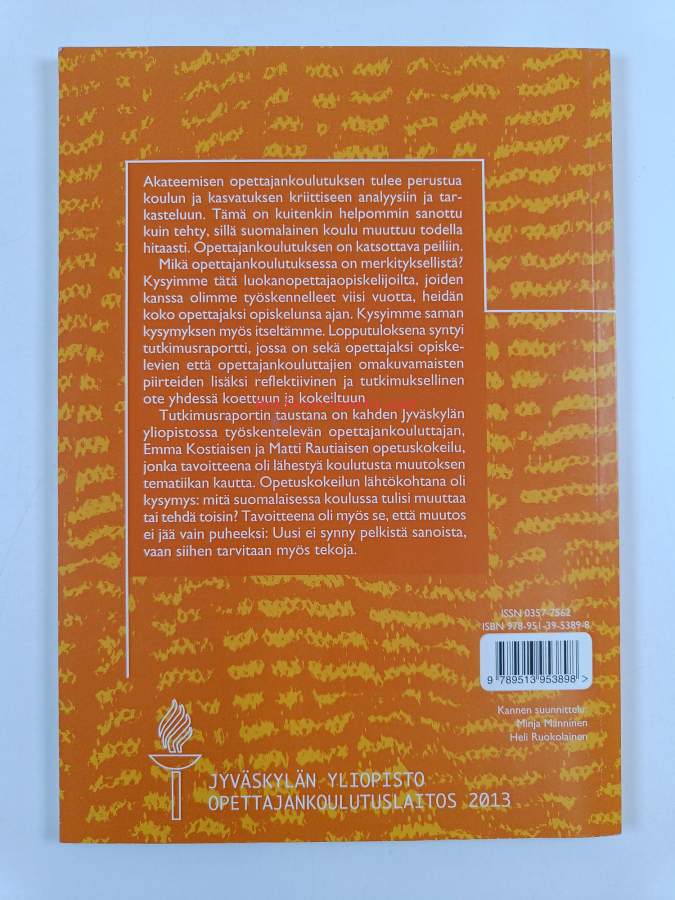 Akateemisen opettajankoulutuksen tulee perustua
koulun ja kasvatuksen kriittiseen analyysiin ja tar-
kasteluun. Tämä on kuitenkin helpommin sanottu
kuin tehty, sillä suomalainen koulu muuttuu todella
hitaasti. Opettajankoulutuksen on katsottava peiliin.
Mikä opettajankoulutuksessa on merkityksellistä?
Kysyimme tätä luokanopettajaopiskelijoilta, joiden
kanssa olimme työskennelleet viisi vuotta, heidän
koko opettajaksi opiskelunsa ajan. Kysyimme saman
kysymyksen myös itseltämme. Lopputuloksena syntyi
tutkimusraportti, jossa on sekä opettajaksi opiske-
levien että opettajankouluttajien omakuvamaisten
piirteiden lisäksi reflektiivinen ja tutkimuksellinen
ote yhdessä koettuun ja kokeiltuun
Tutkimusraportin taustana on kahden Jyväskylän
yliopistossa työskentelevän opettajankouluttajan,
Emma Kostiaisen ja Matti Rautiaisen opetuskokeilu,
jonka tavoitteena oli lähestyä koulutusta muutoksen
tematiikan kautta. Opetuskokeilun lähtökohtana oli
kysymys: mitä suomalaisessa koulussa tulisi muuttaa
tai tehdä toisin? Tavoitteena oli myös se, että muutos
ei jää vain puheeksi: Uusi ei synny pelkistä sanoista,
vaan siihen tarvitaan myös tekoja.
ISSN 0357-7562
ISBN 978-951-39-5389-8
9 789513 953898 >
Kannen suunnittelu:
Minja Männinen
Heli Ruokolainen
JYVÄSKYLÄN YLIOPISTO
OPETTAJANKOULUTUSLAITOS 2013